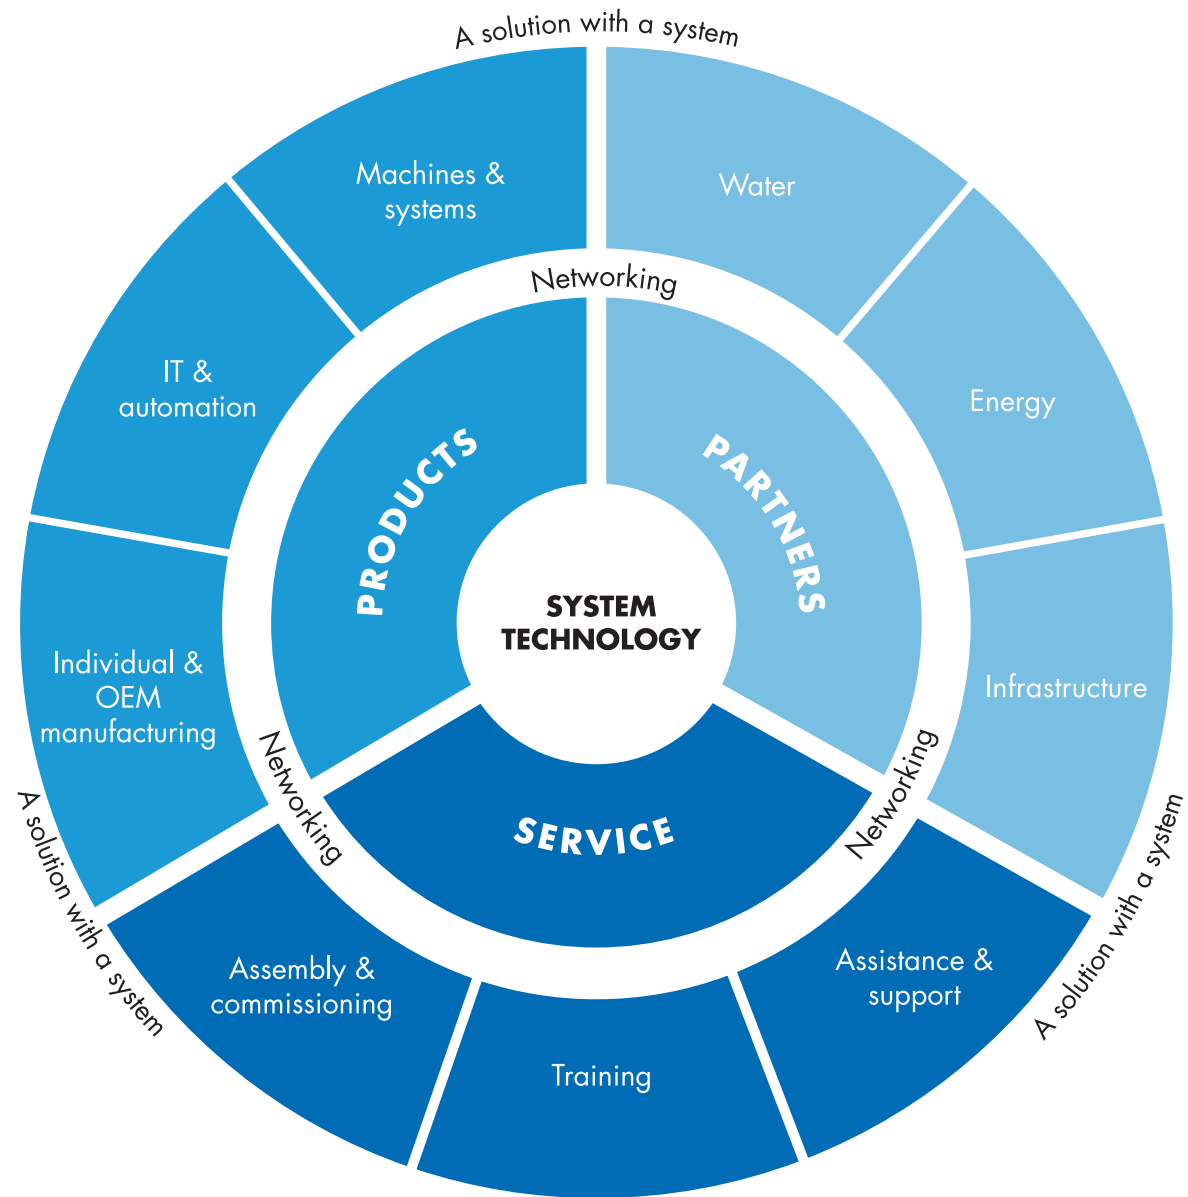 A solution with a system
Machines &
systems
Water
Networking
IT &
automation
Energy
PRODUCTS
PARTNERS
SYSTEM
TECHNOLOGY
Individual &
OEM
manufacturing
Infrastructure
Networking
Networking
SERVICE
A solution with a system
A solution with a system
Assembly &
commissioning
Assistance &
support
Training